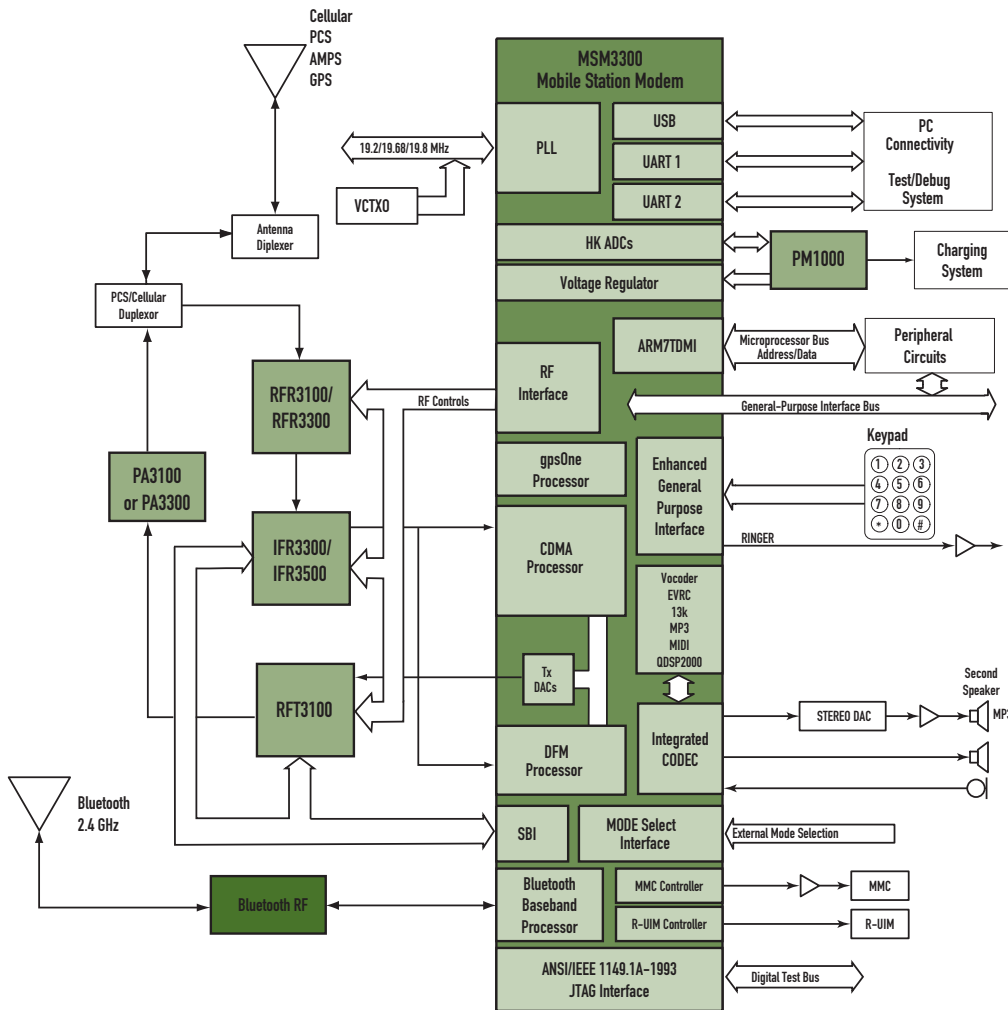 Cellular
PCS
AMPS
GPS
MSM3300
Mobile Station Modem
19.2/19.68/19.8 MHz
PLL
USB
UART 1
UART 2
PC
Connectivity
Test/Debug
System
VCTXO
Antenna
Diplexer
HK ADCs
PM1000
Charging
System
Voltage Regulator
PCS/Cellular
Duplexor
ARM7TDMI
Microprocessor Bus
Address/Data
Peripheral
Circuits
RFR3100/
RFR3300
RF Controls
RF
Interface
General-Purpose Interface Bus
Keypad
1 2 3
4 5 6
7 8 9
* 0 #
PA3100
or PA3300
gpsOne
Processor
Enhanced
General
Purpose
Interface
IFR3300/
IFR3500
CDMA
Processor
RINGER
Vocoder
EVRC
13k
MP3
MIDI
QDSP2000
RFT3100
Tx
DACs
Second
Speaker
MP3
STEREO DAC
Integrated
CODEC
DFM
Processor
Bluetooth
2.4 GHz
SBI
MODE Select
Interface
External Mode Selection
Bluetooth RF
Bluetooth
Baseband
Processor
MMC Controller
MMC
R-UIM Controller
R-UIM
ANSI/IEEE 1149.1A-1993
JTAG Interface
Digital Test Bus